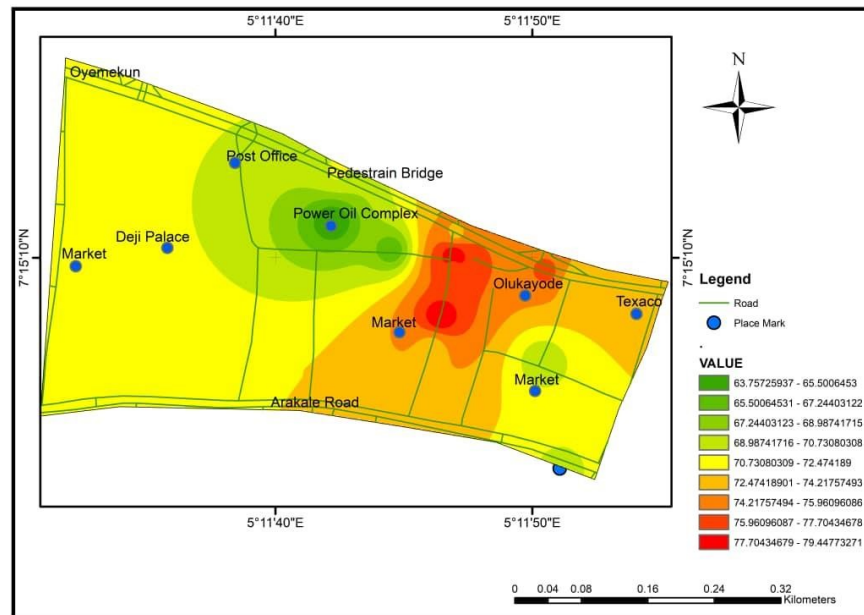 5°11'40"E
5°11'50"E
Oyemekun
N
Post Office
Pedestrain Bridge
Power Oil Complex
Deji Palace
Market
7°15'10"N
7°15'10"N
Olukayode
Texaco
Market
Market
Arakale Road
5°11'40"E
5°11'50"E
Legend
Road
Place Mark
VALUE
63.75725937 - 65.5006453
65.50064531 - 67.24403122
67.24403123 - 68.98741715
68.98741716 - 70.73080308
70.73080309 - 72.474189
72.47418901 - 74.21757493
74.21757494 - 75.96096086
75.96096087 - 77.70434678
77.70434679 - 79.44773271
0 0.04 0.08 0.16 0.24 0.32
Kilometers